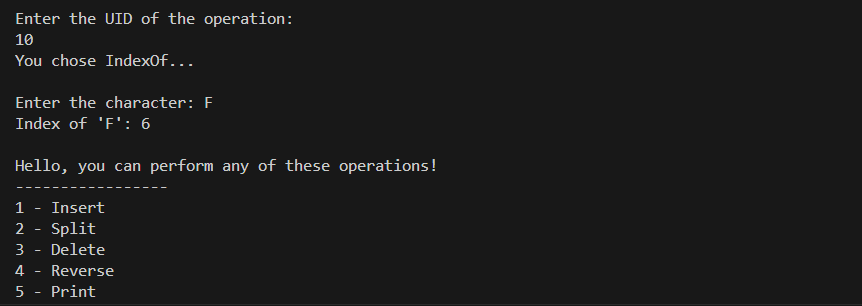 Enter the UID of the operation:
10
You chose IndexOf...
Enter the character: F
Index of 'F': 6
Hello, you can perform any of these operations!
-----------------
1 - Insert
2 - Split
3 - Delete
4 - Reverse
5 - Print